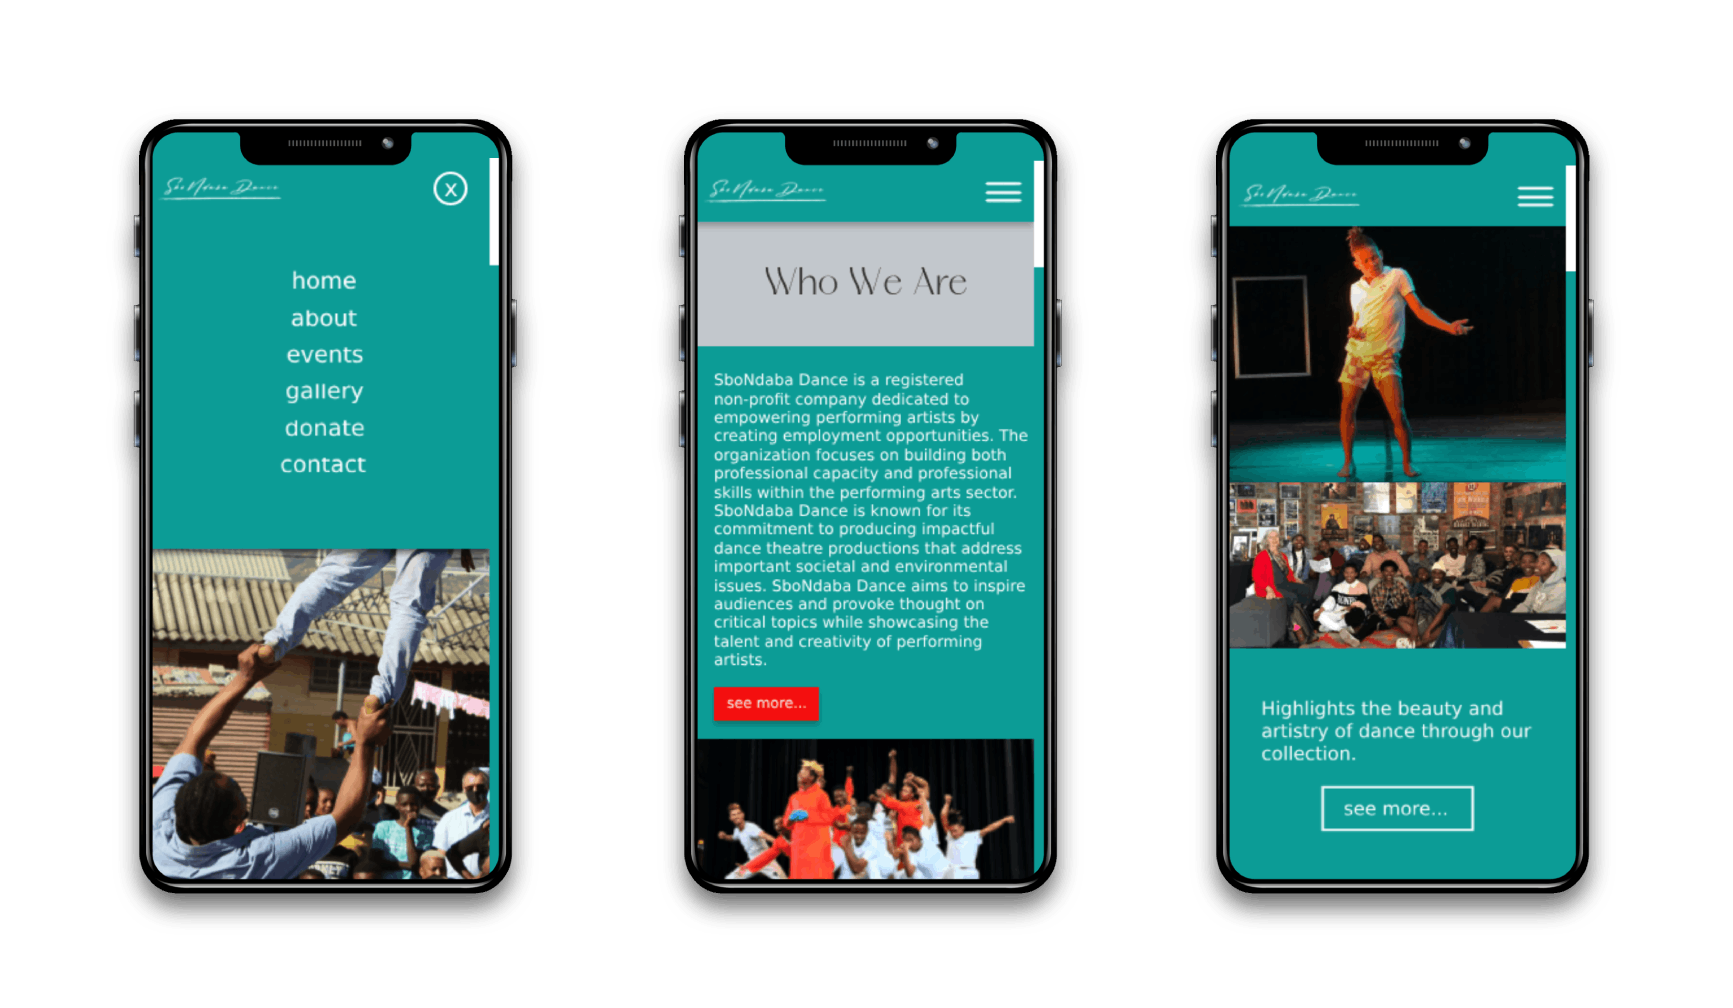 SboNdaba Dance
X
home
about
events
gallery
donate
contact
SboNdaba Dance
Who We Are
SboNdaba Dance is a registered
non-profit company dedicated to
empowering performing artists by
creating employment opportunities. The
organization focuses on building both
professional capacity and professional
skills within the performing arts sector.
SboNdaba Dance is known for its
commitment to producing impactful
dance theatre productions that address
important societal and environmental
issues. SboNdaba Dance aims to inspire
audiences and provoke thought on
critical topics while showcasing the
talent and creativity of performing
artists.
see more...
SboNdaba Dance
Highlights the beauty and
artistry of dance through our
collection.
see more...